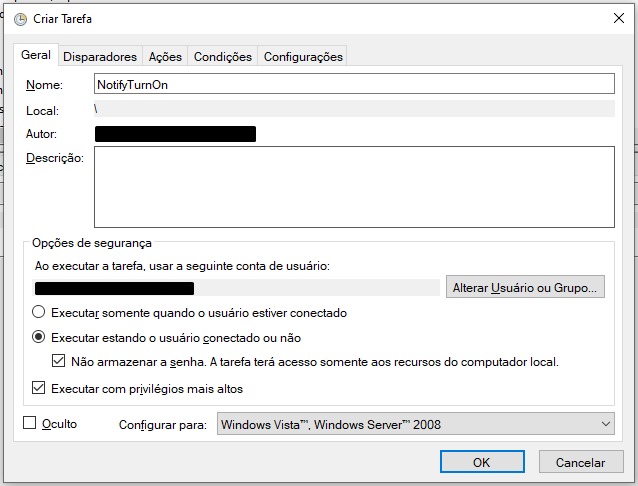 Criar Tarefa
Geral Disparadores Ações Condições Configurações
Nome: NotifyTurnOn
Local: \
Autor:
Descrição:
Opções de segurança
Ao executar a tarefa, usar a seguinte conta de usuário:
Alterar Usuário ou Grupo...
Executar somente quando o usuário estiver conectado
Executar estando o usuário conectado ou não
Não armazenar a senha. A tarefa terá acesso somente aos recursos do computador local.
Executar com privilégios mais altos
Oculto Configurar para: Windows Vista™, Windows Server™ 2008
OK Cancelar